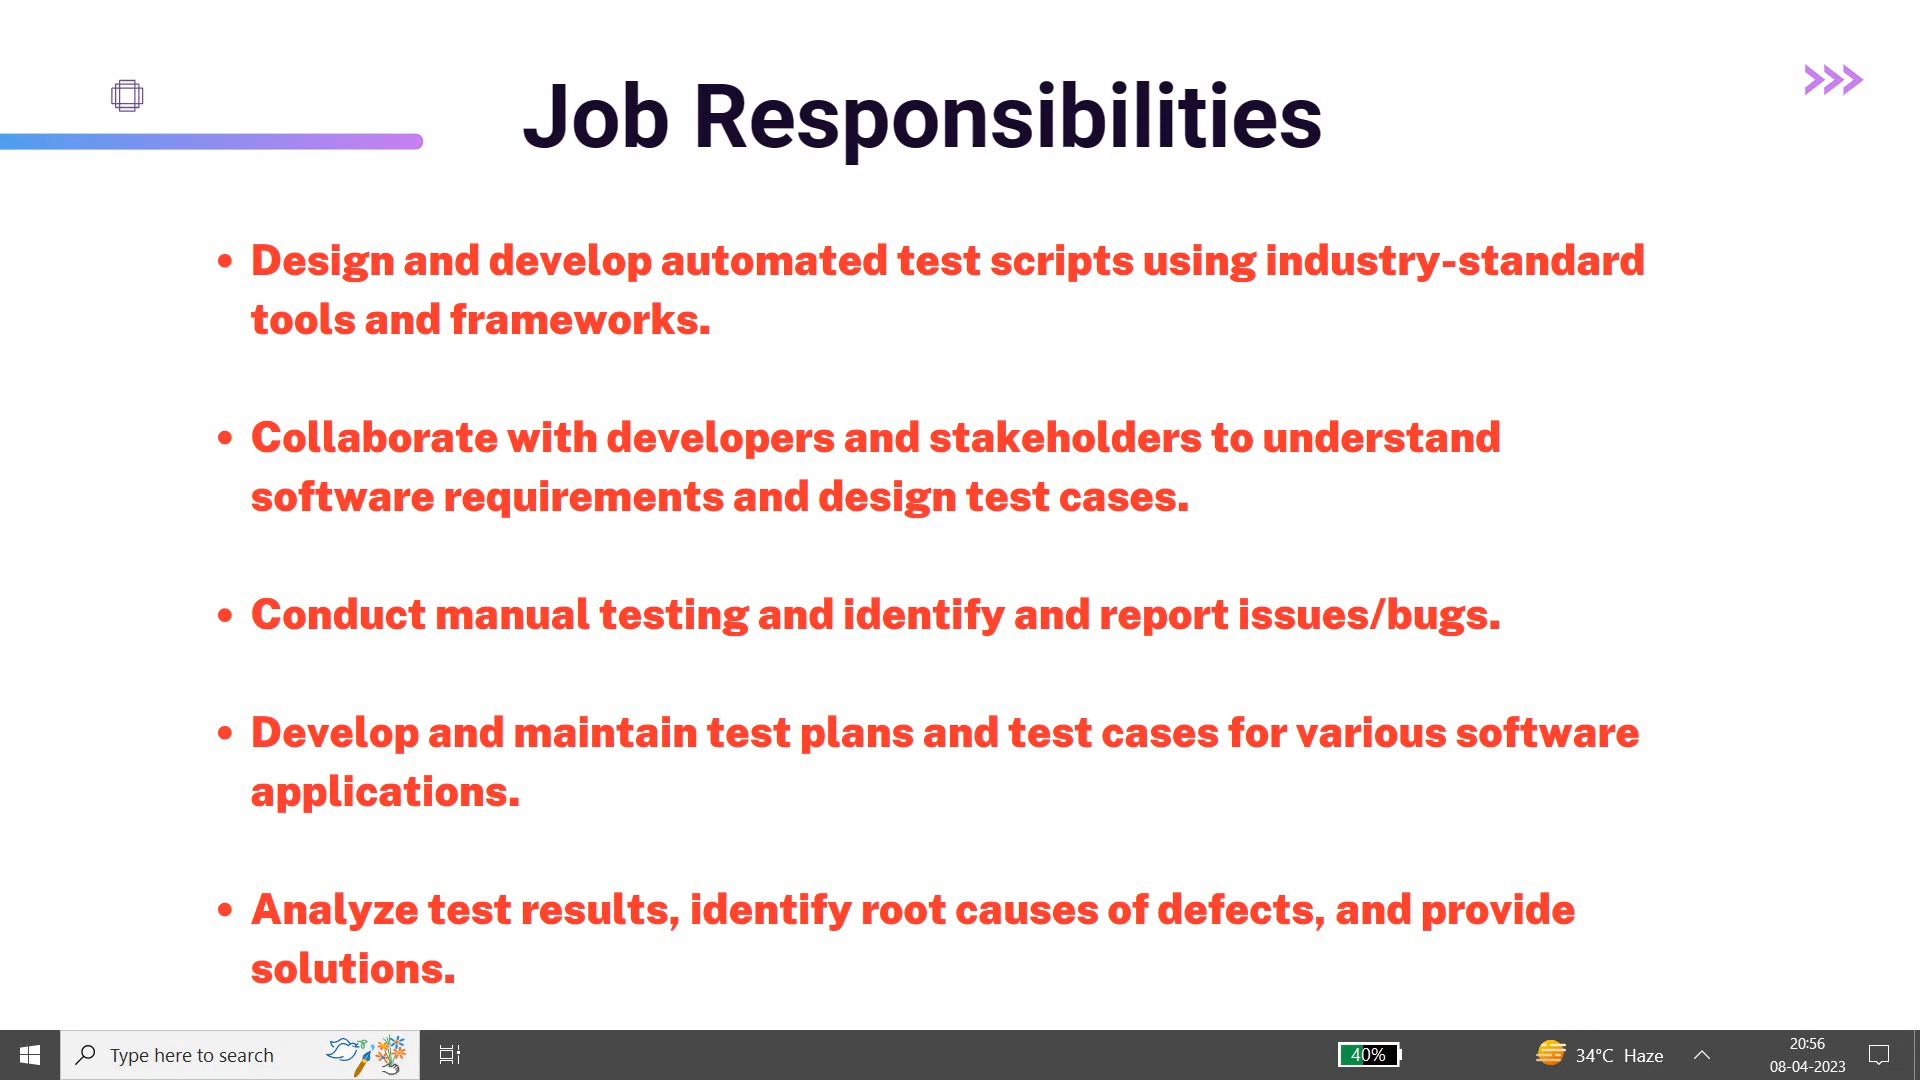 Job Responsibilities
• Design and develop automated test scripts using industry-standard
tools and frameworks.
• Collaborate with developers and stakeholders to understand
software requirements and design test cases.
• Conduct manual testing and identify and report issues/bugs.
• Develop and maintain test plans and test cases for various software
applications.
• Analyze test results, identify root causes of defects, and provide
solutions.
Type here to search
40%
34°C Haze
20:56
08-04-2023